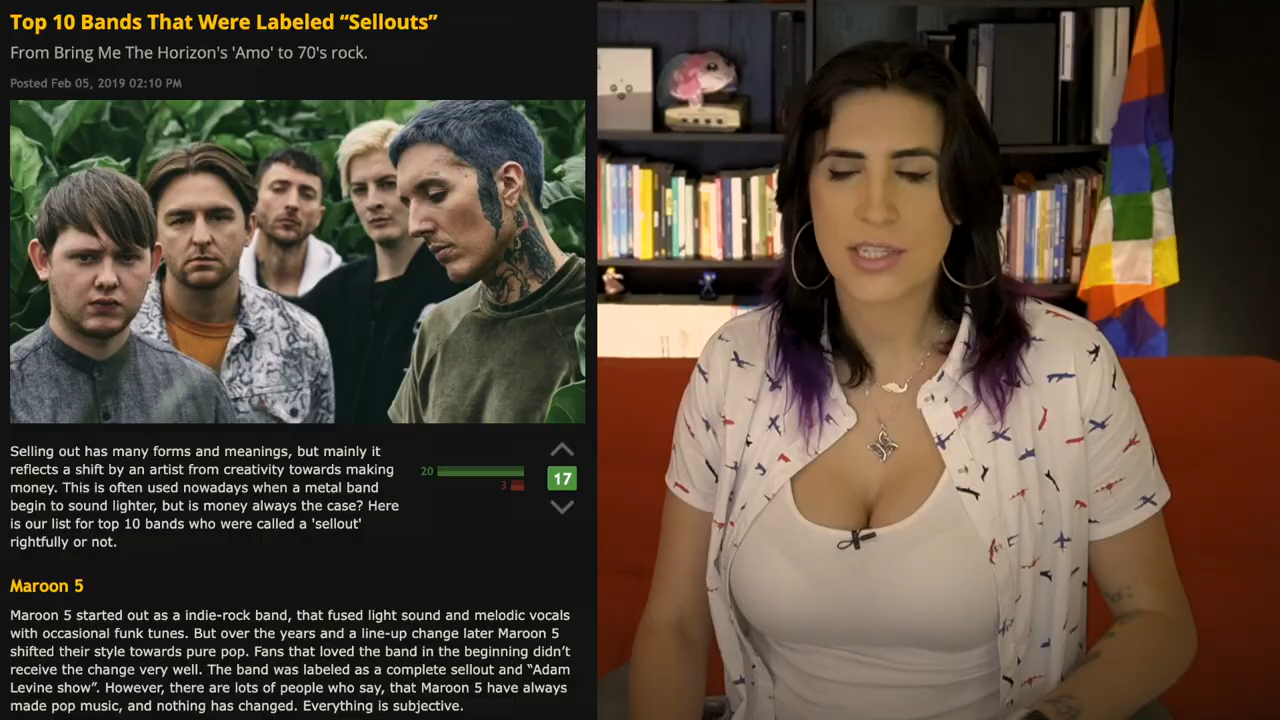 Top 10 Bands That Were Labeled “Sellouts”
From Bring Me The Horizon's 'Amo' to 70's rock.
Posted Feb 05, 2019 02:10 PM
Selling out has many forms and meanings, but mainly it
reflects a shift by an artist from creativity towards making
money. This is often used nowadays when a metal band
begin to sound lighter, but is money always the case? Here
is our list for top 10 bands who were called a 'sellout'
rightfully or not.
20
3
17
Maroon 5
Maroon 5 started out as a indie-rock band, that fused light sound and melodic vocals
with occasional funk tunes. But over the years and a line-up change later Maroon 5
shifted their style towards pure pop. Fans that loved the band in the beginning didn’t
receive the change very well. The band was labeled as a complete sellout and “Adam
Levine show”. However, there are lots of people who say, that Maroon 5 have always
made pop music, and nothing has changed. Everything is subjective.